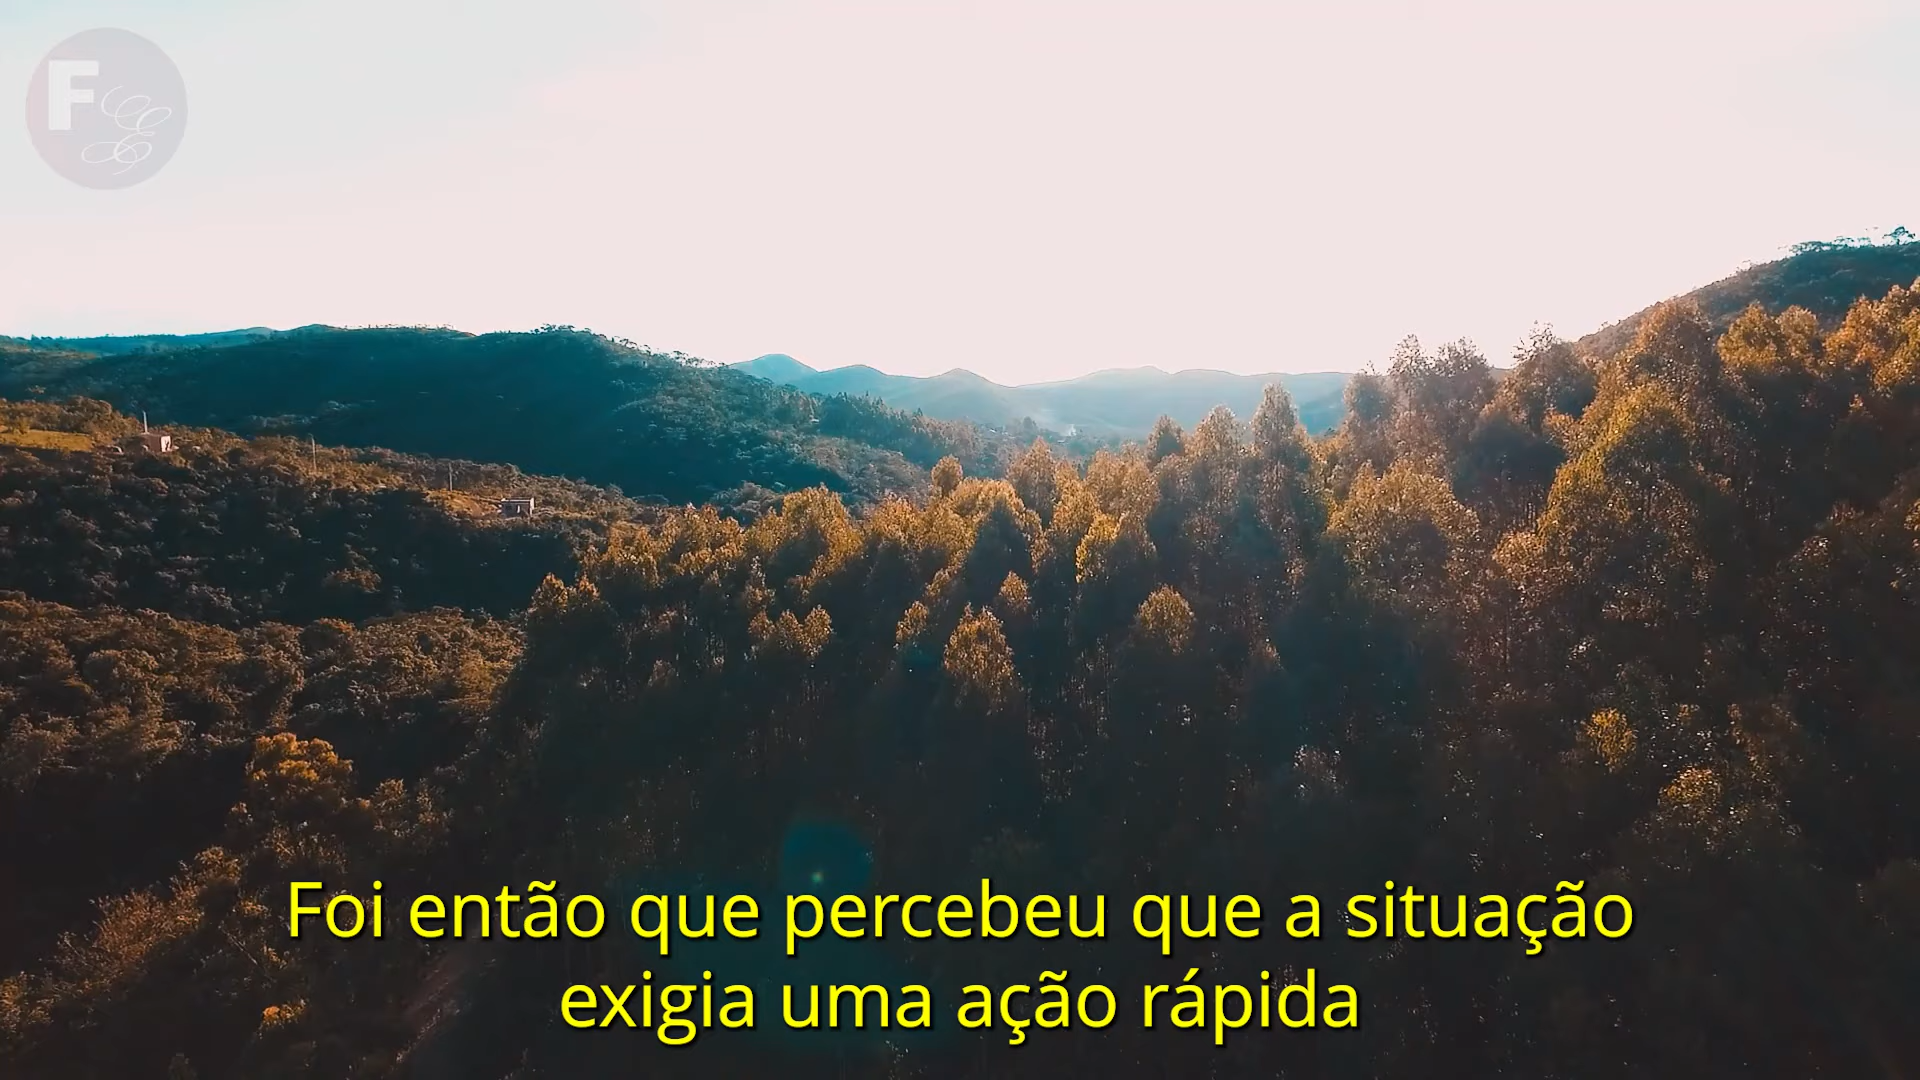 F E
Foi então que percebeu que a situação
exigia uma ação rápida